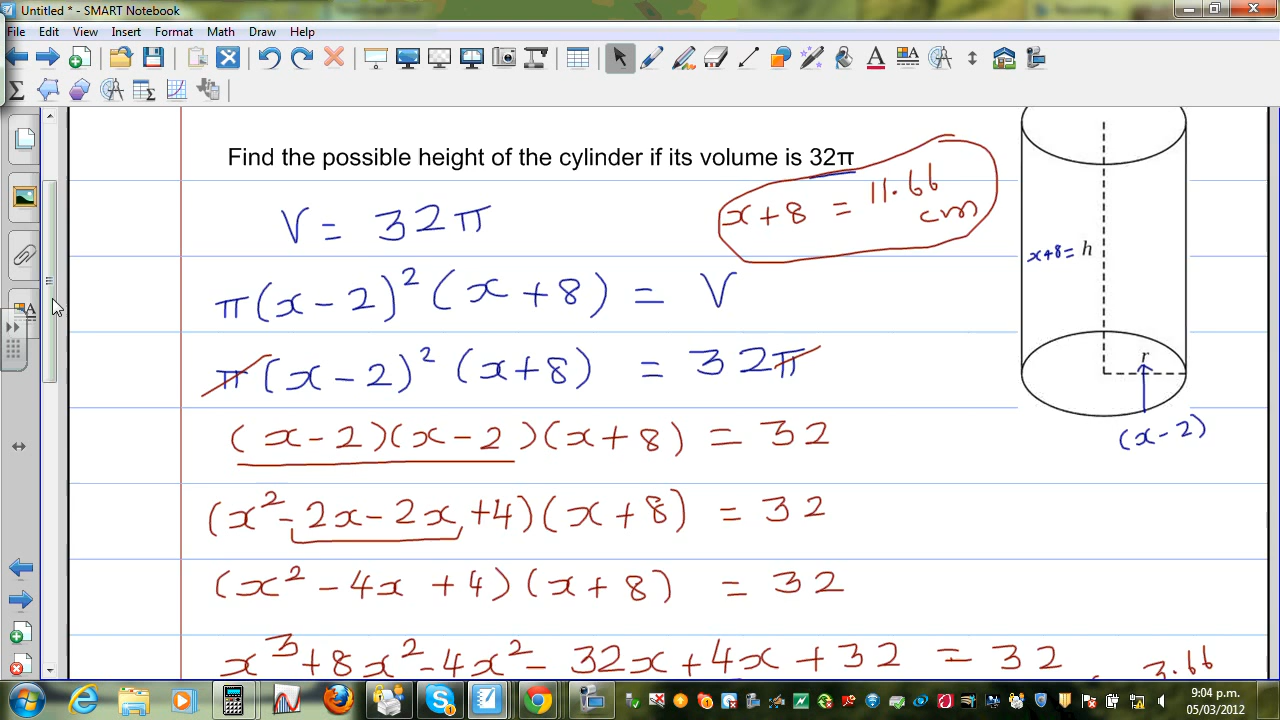 Untitled * - SMART Notebook
File Edit View Insert Format Math Draw Help
Find the possible height of the cylinder if its volume is 32π
x+8 = 11.66 cm
V = 32π
π(x-2)²(x+8) = V
x+8 = h
π(x-2)²(x+8) = 32π
r
(x-2)
(x-2)(x-2)(x+8) = 32
(x²-2x-2x+4)(x+8) = 32
(x²-4x+4)(x+8) = 32
x³+8x²-4x²-32x+4x+32 = 32
3.66
9:04 p.m.
05/03/2012